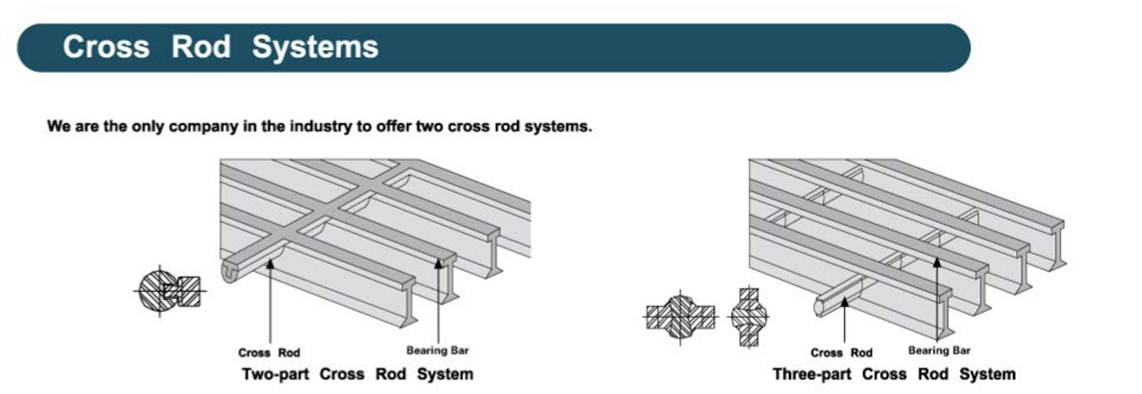 Cross Rod Systems
We are the only company in the industry to offer two cross rod systems.
Cross Rod
Bearing Bar
Two-part Cross Rod System
Cross Rod
Bearing Bar
Three-part Cross Rod System